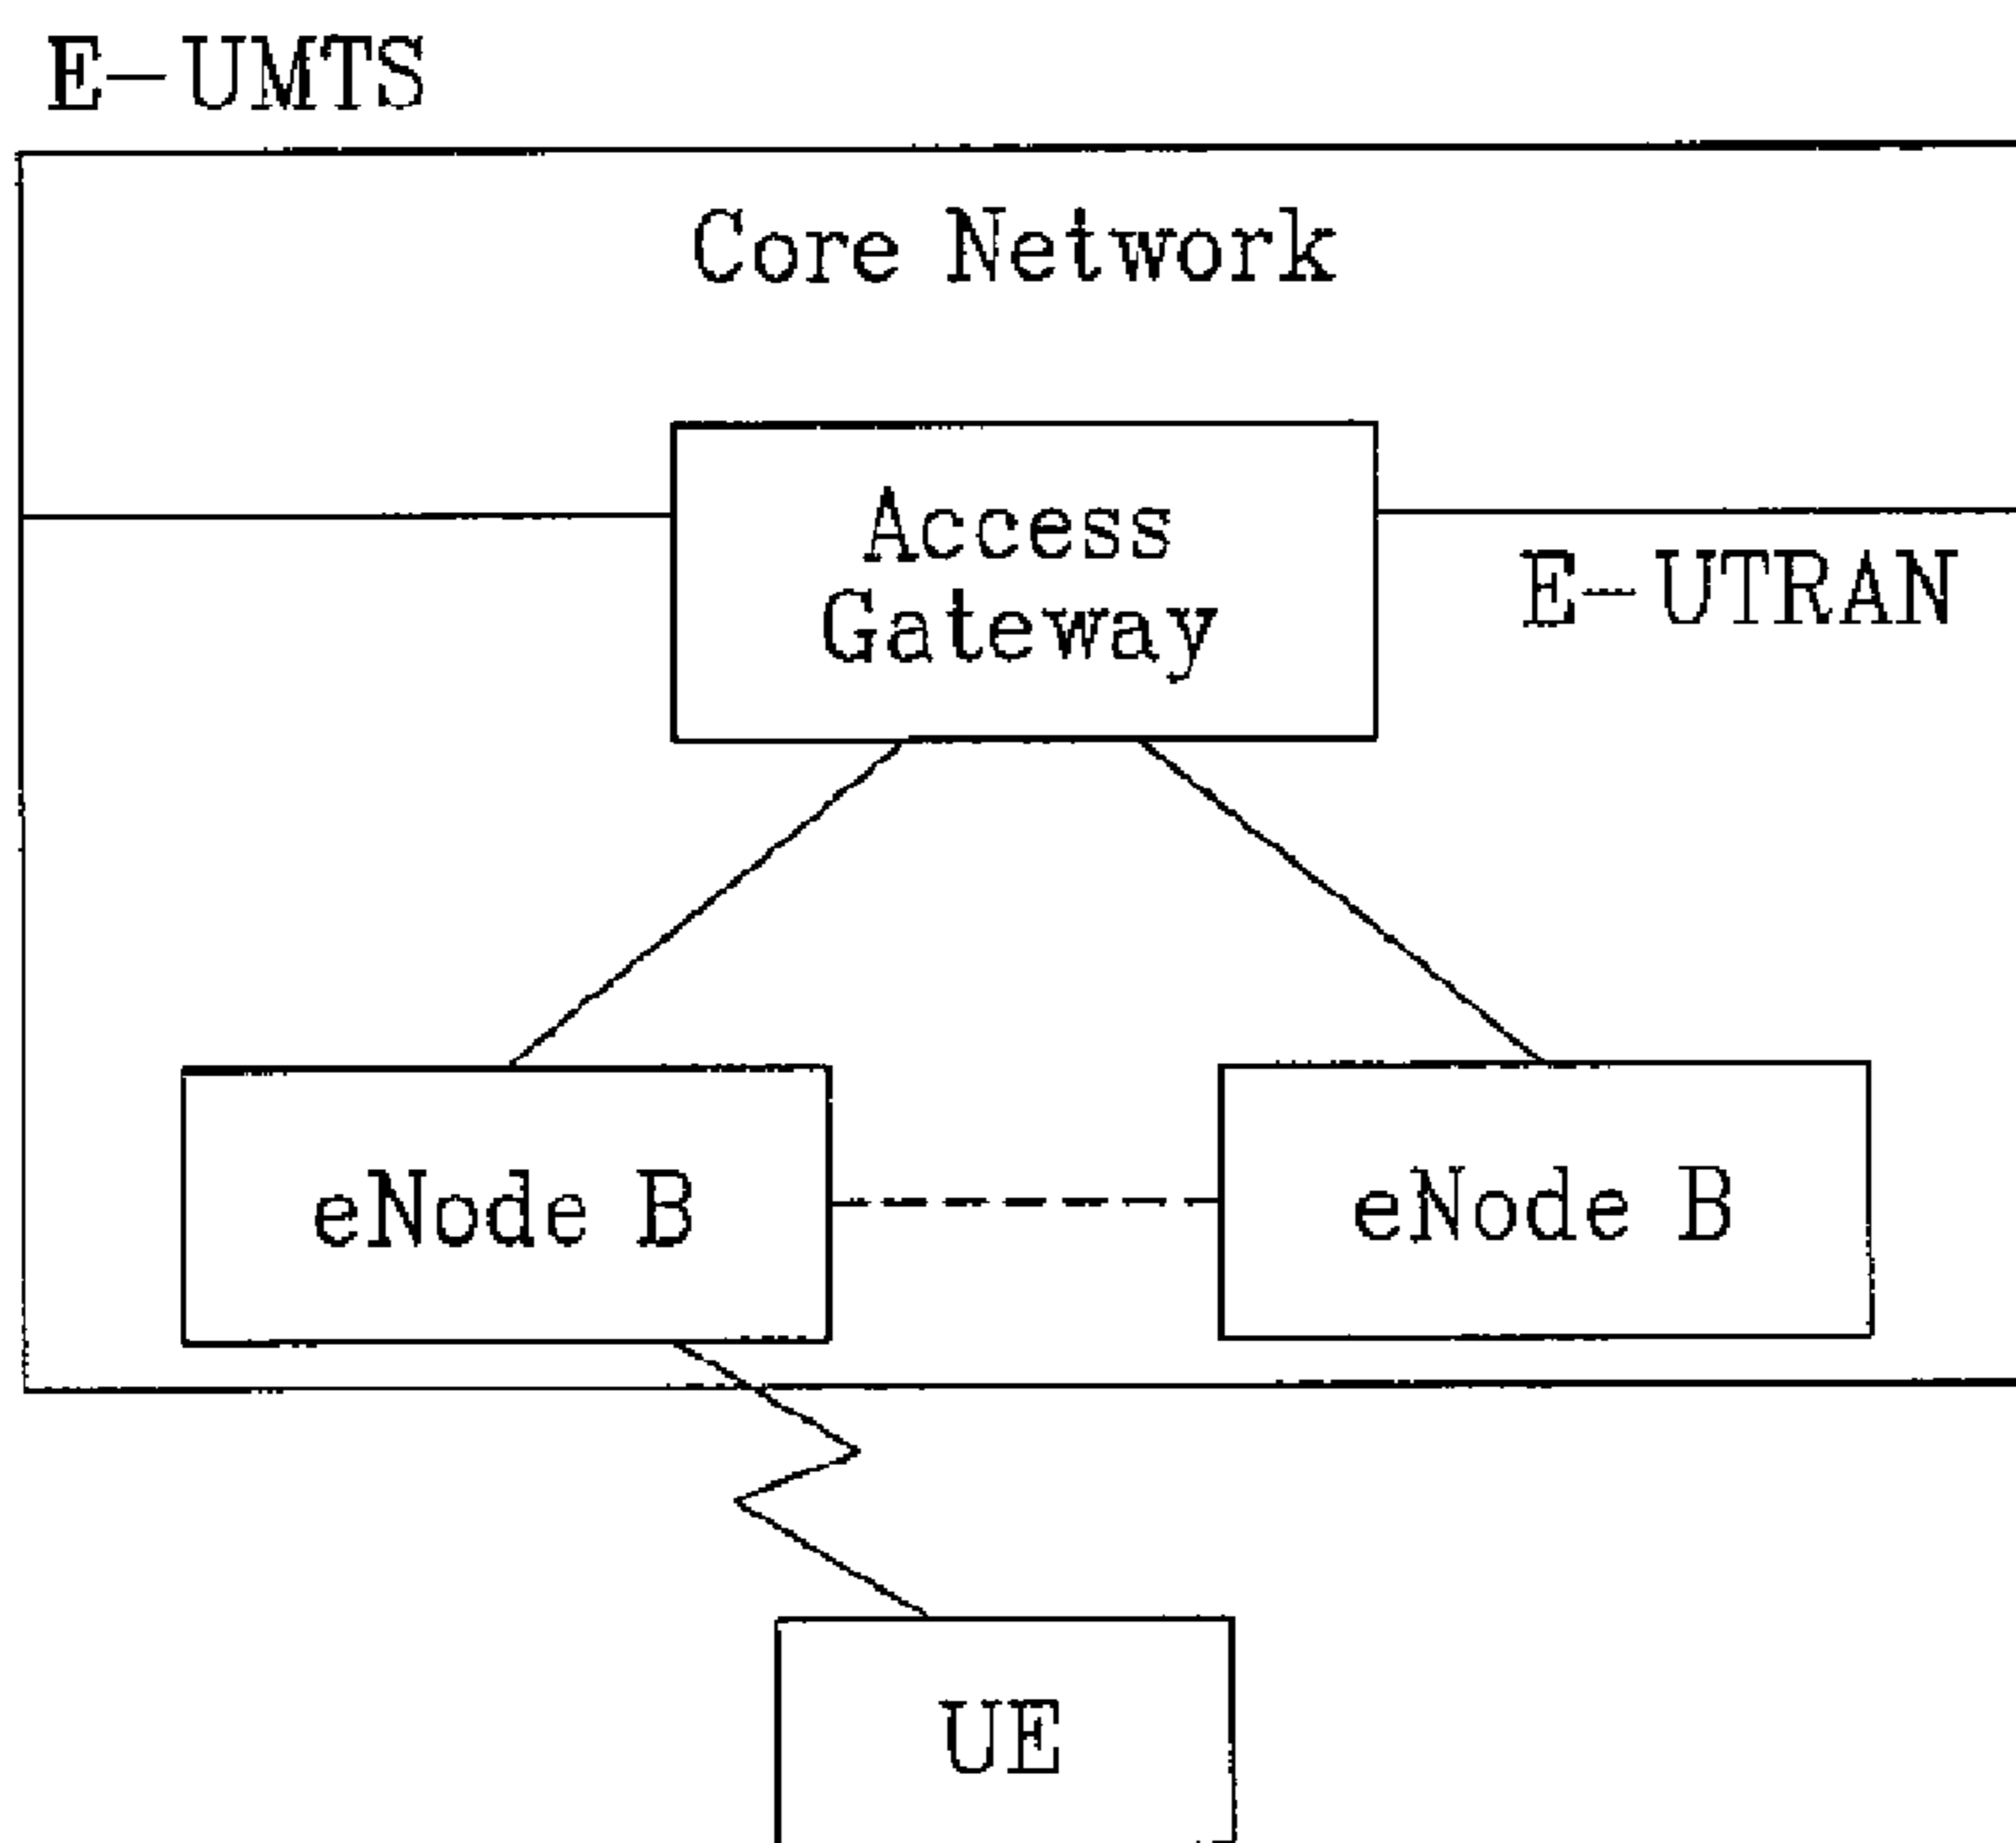 E-UMTS
Core Network
Access
Gateway
E-UTRAN
eNode B
eNode B
UE